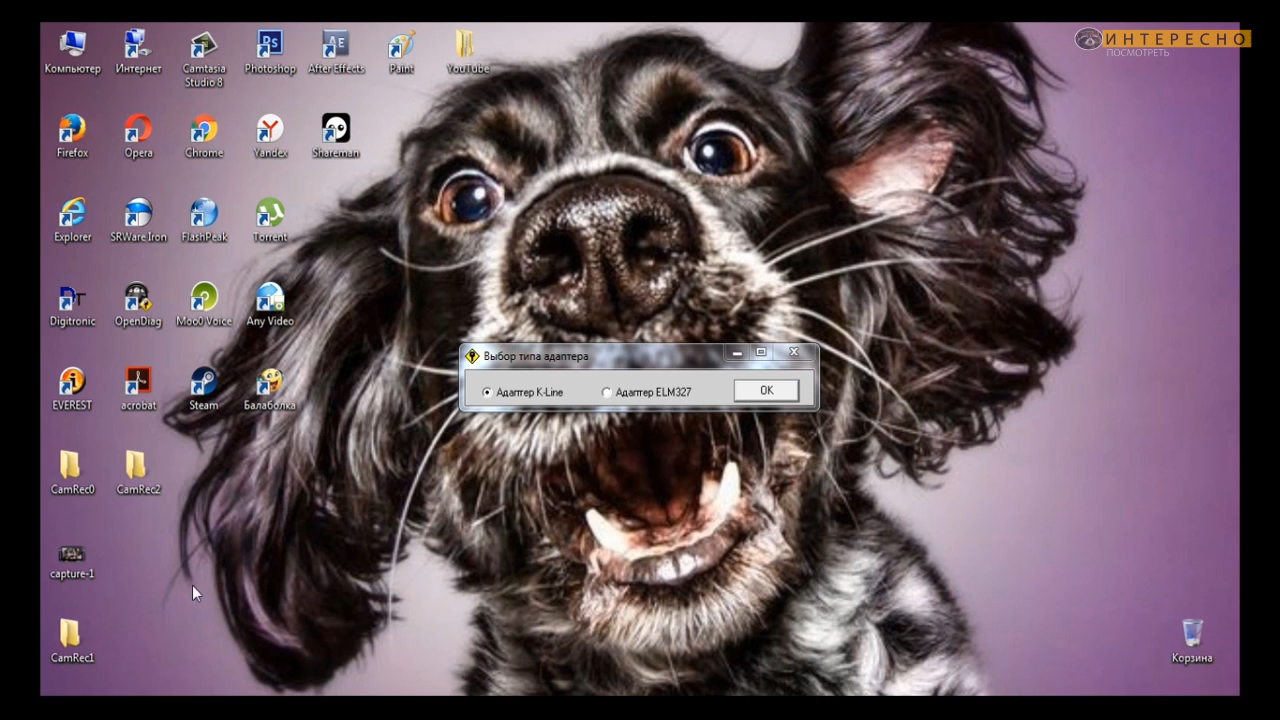 ИНТЕРЕСНО
ПОСМОТРЕТЬ
Компьютер
Интернет
Camtasia
Studio 8
Photoshop
After Effects
Paint
YouTube
Firefox
Opera
Chrome
Yandex
Shareman
Explorer
SRWare Iron
FlashPeak
Torrent
Digitronic
OpenDiag
Moo0 Voice
Any Video
Выбор типа адаптера
Адаптер K-Line
Адаптер ELM327
OK
EVEREST
acrobat
Steam
Балаболка
CamRec0
CamRec2
capture-1
CamRec1
Корзина